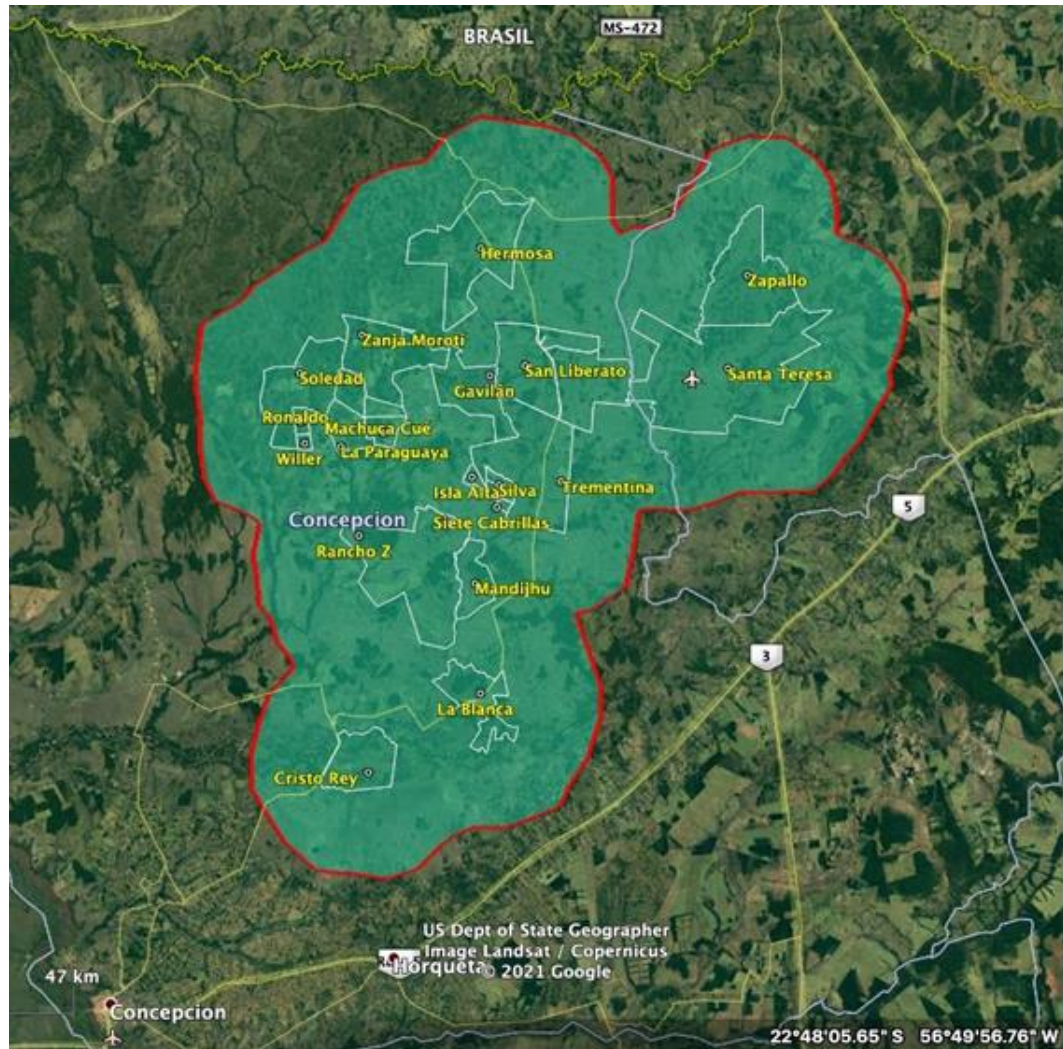 BRASIL
MS-472
Hermosa
Zapallo
Zanja Moroti
San Liberato
Soledad
Gavilán
Santa Teresa
Ronaldo
Machuca Cué
Willer
La Paraguaya
Isla Alta
Silva
Trementina
Concepcion
Siete Cabrillas
5
Rancho Z
Mandijhu
3
La Blanca
Cristo Rey
US Dept of State Geographer
Image Landsat / Copernicus
Horqueta
© 2021 Google
47 km
Concepcion
22°48'05.65" S 56°49'56.76" W